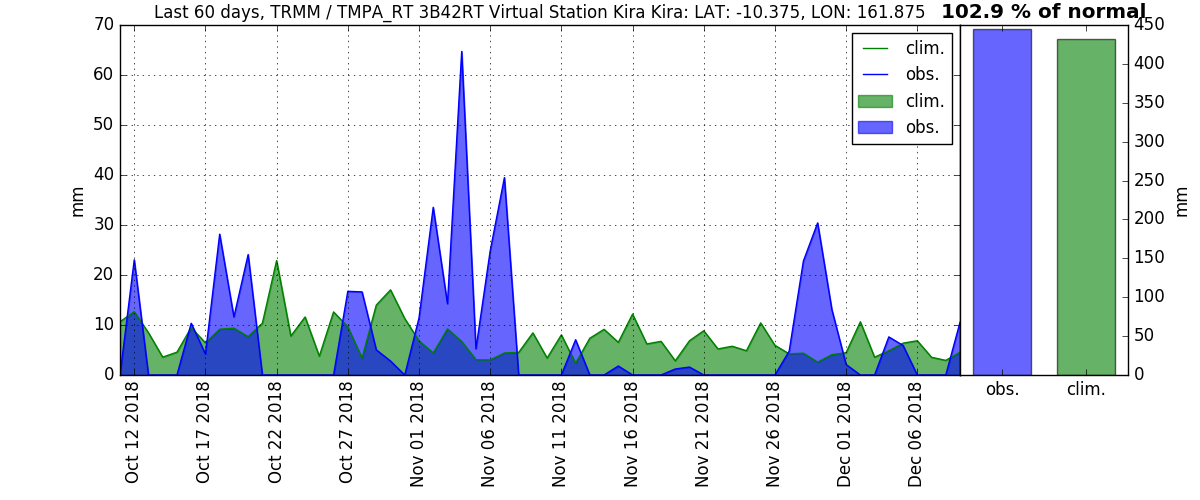 Last 60 days, TRMM / TMPA_RT 3B42RT Virtual Station Kira Kira: LAT: -10.375, LON: 161.875
102.9 % of normal
70
60
50
40
30
20
10
0
mm
clim.
obs.
clim.
obs.
450
400
350
300
250
200
150
100
50
0
mm
Oct 12 2018
Oct 17 2018
Oct 22 2018
Oct 27 2018
Nov 01 2018
Nov 06 2018
Nov 11 2018
Nov 16 2018
Nov 21 2018
Nov 26 2018
Dec 01 2018
Dec 06 2018
obs.
clim.